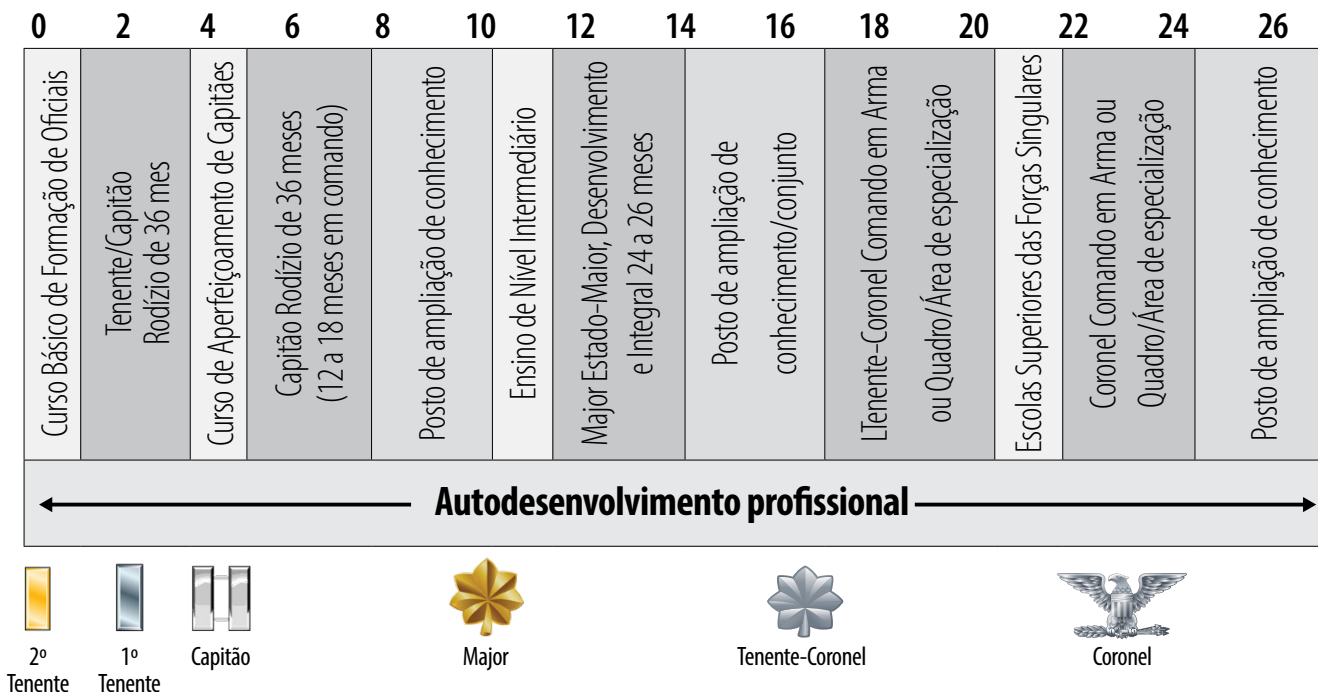 0 2 4 6 8 10 12 14 16 18 20 22 24 26
Curso Básico de Formação de Oficiais
Tenente/Capitão
Rodízio de 36 mes
Curso de Aperfeiçoamento de Capitães
Capitão Rodízio de 36 meses
(12 a 18 meses em comando)
Posto de ampliação de conhecimento
Ensino de Nível Intermediário
Major Estado-Maior, Desenvolvimento
e Integral 24 a 26 meses
Posto de ampliação de
conhecimento/conjunto
LTenente-Coronel Comando em Arma
ou Quadro/Área de especialização
Escolas Superiores das Forças Singulares
Coronel Comando em Arma ou
Quadro/Área de especialização
Posto de ampliação de conhecimento
Autodesenvolvimento profissional
2º
Tenente
1º
Tenente
Capitão
Major
Tenente-Coronel
Coronel